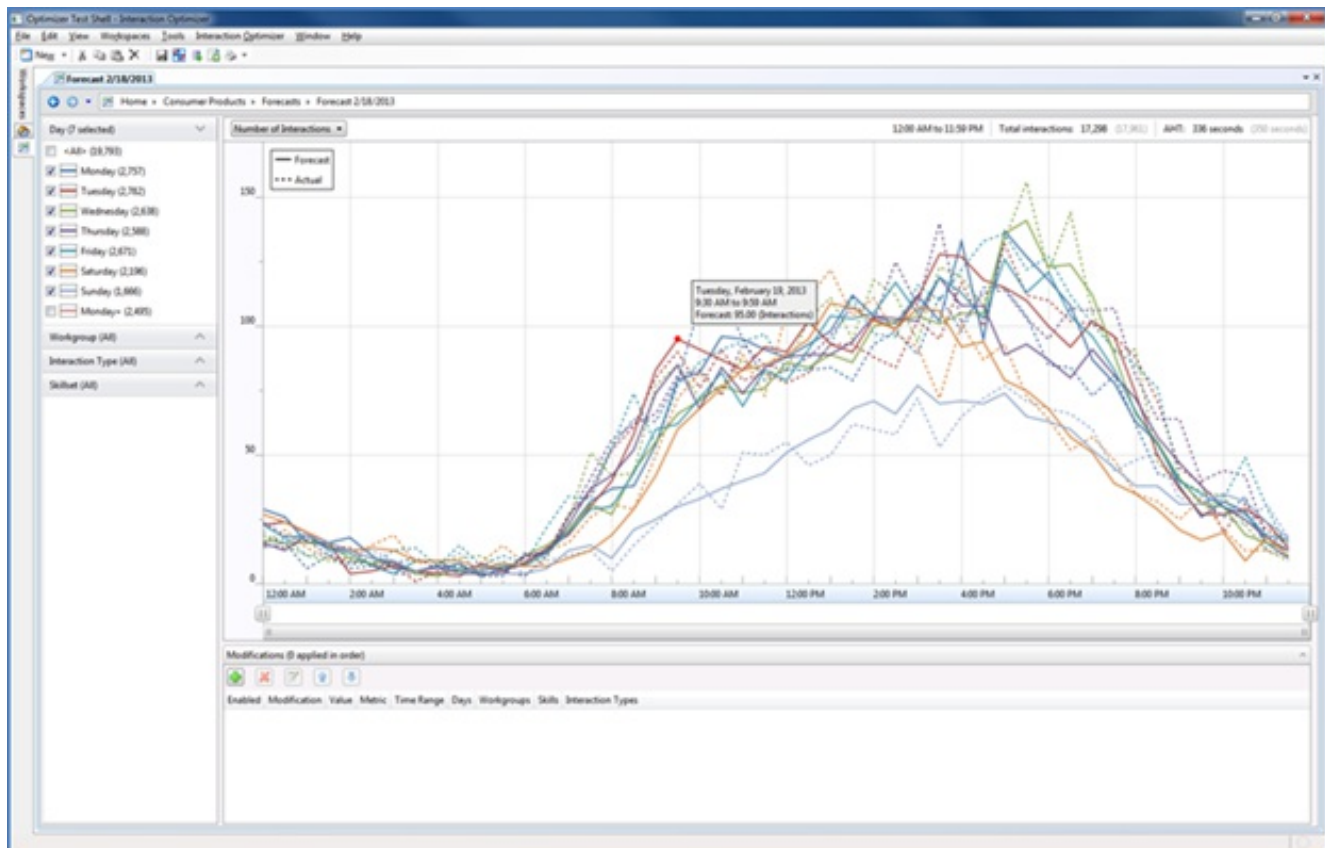 Optimizer Test Shell - Interaction Optimizer
File Edit View Workspaces Tools Interaction Optimizer Window Help
New
Workspaces
Forecast 2/18/2013
Home Consumer Products Forecasts Forecast 2/18/2013
Day (7 selected)
<All> (19,793)
Monday (2,757)
Tuesday (2,782)
Wednesday (2,638)
Thursday (2,588)
Friday (2,671)
Saturday (2,196)
Sunday (1,666)
Monday+ (2,495)
Workgroup (All)
Interaction Type (All)
Skillset (All)
Number of Interactions
12:00 AM to 11:59 PM Total interactions: 17,298 (17,961) AHT: 336 seconds (350 seconds)
Forecast
Actual
150
100
50
0
Tuesday, February 19, 2013
9:30 AM to 9:59 AM
Forecast: 95.00 (Interactions)
12:00 AM 2:00 AM 4:00 AM 6:00 AM 8:00 AM 10:00 AM 12:00 PM 2:00 PM 4:00 PM 6:00 PM 8:00 PM 10:00 PM
Modifications (0 applied in order)
Enabled Modification Value Metric Time Range Days Workgroups Skills Interaction Types